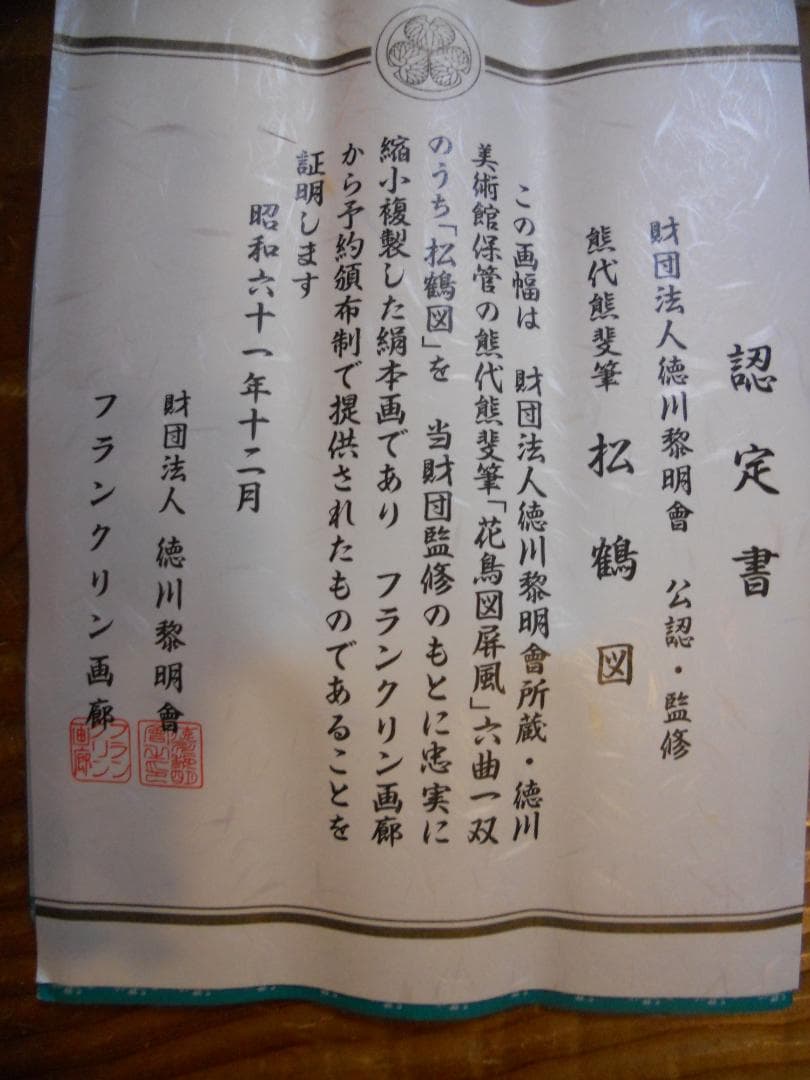 認定書
財団法人徳川黎明會 公認・監修
熊代熊斐筆 松鶴図
この画幅は 財団法人徳川黎明會所蔵・徳川
美術館保管の熊代熊斐筆「花鳥図屏風」六曲一双
のうち「松鶴図」を 当財団監修のもとに忠実に
縮小複製した絹本画であり フランクリン画廊
から予約頒布制で提供されたものであることを
証明します
昭和六十一年十二月
財団法人 徳川黎明會
フランクリン画廊
フランクリン画廊